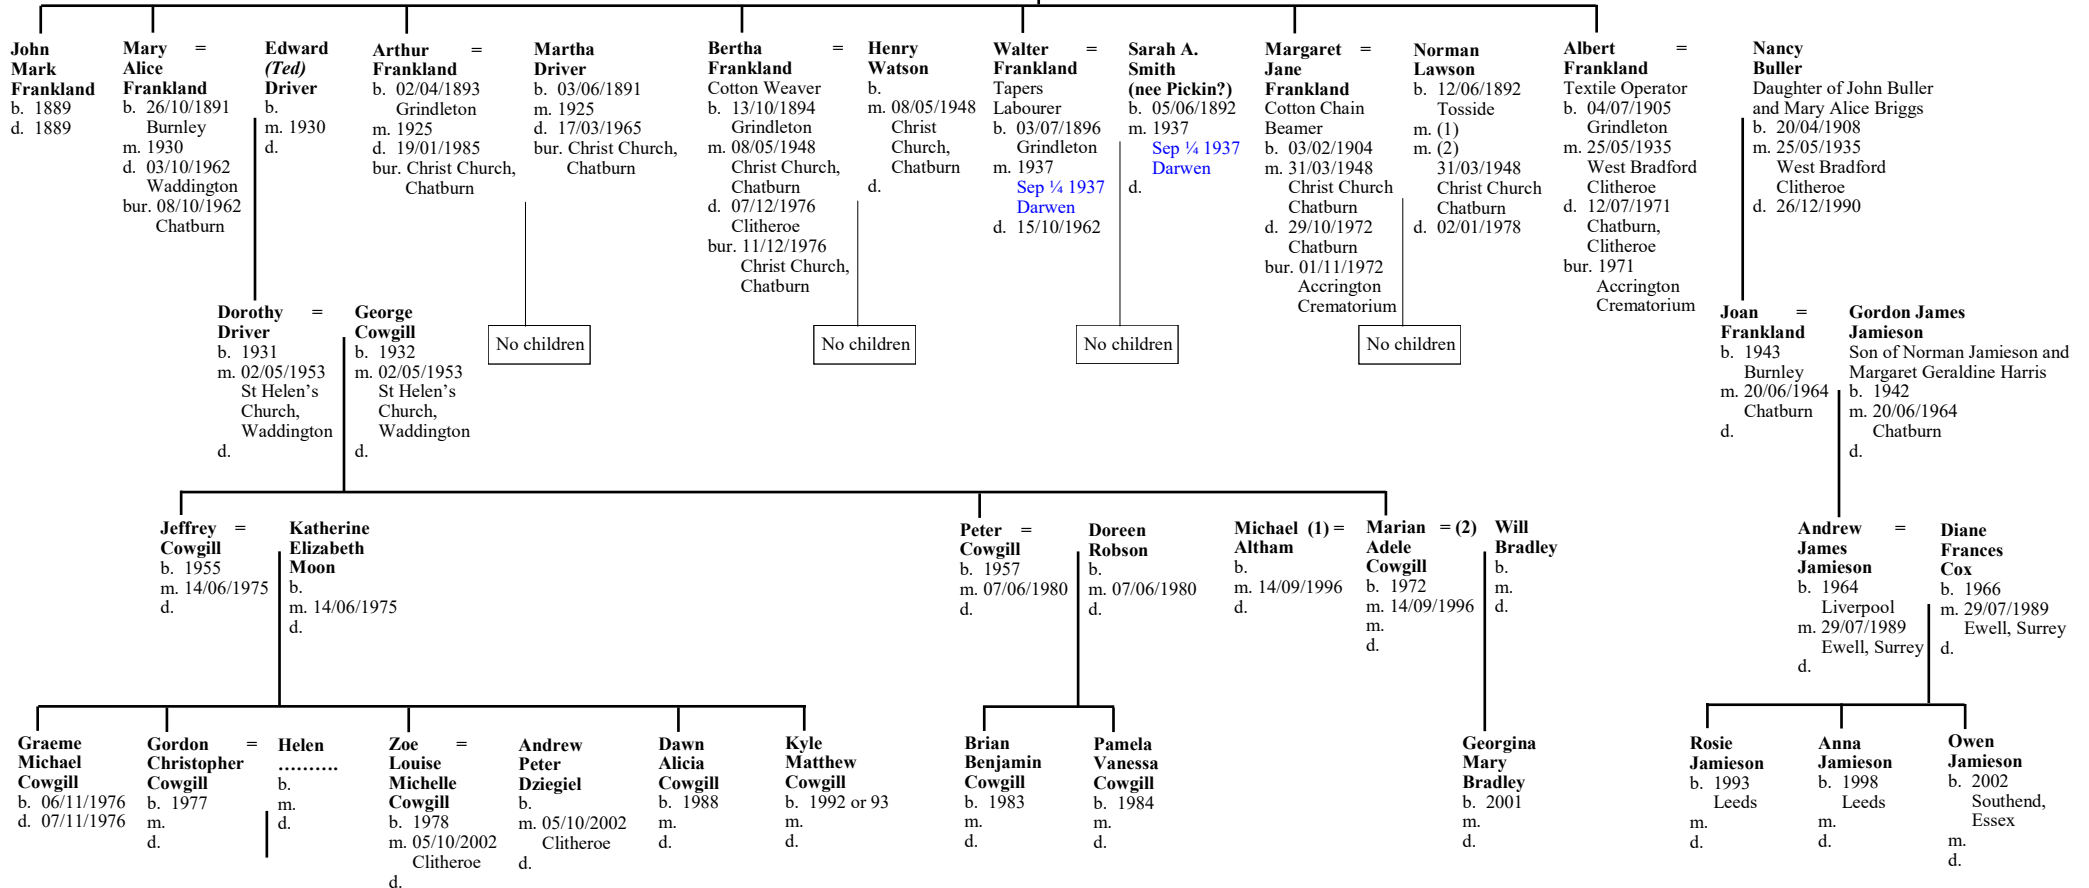 John
Mark
Frankland
b. 1889
d. 1889
Mary =
Alice
Frankland
b. 26/10/1891
Burnley
m. 1930
d. 03/10/1962
Waddington
bur. 08/10/1962
Chatburn
Edward
(Ted)
Driver
b.
m. 1930
d.
Arthur =
Frankland
b. 02/04/1893
Grindleton
m. 1925
d. 19/01/1985
bur. Christ Church,
Chatburn
Martha
Driver
b. 03/06/1891
m. 1925
d. 17/03/1965
bur. Christ Church,
Chatburn
Bertha =
Frankland
Cotton Weaver
b. 13/10/1894
Grindleton
m. 08/05/1948
Christ Church,
Chatburn
d. 07/12/1976
Clitheroe
bur. 11/12/1976
Christ Church,
Chatburn
Henry
Watson
b.
m. 08/05/1948
Christ
Church,
Chatburn
d.
Walter =
Frankland
Tapers
Labourer
b. 03/07/1896
Grindleton
m. 1937
Sep ¼ 1937
Darwen
d. 15/10/1962
Sarah A.
Smith
(nee Pickin?)
b. 05/06/1892
m. 1937
Sep ¼ 1937
Darwen
d.
Margaret =
Jane
Frankland
Cotton Chain
Beamer
b. 03/02/1904
m. 31/03/1948
Christ Church
Chatburn
d. 29/10/1972
Chatburn
bur. 01/11/1972
Accrington
Crematorium
Norman
Lawson
b. 12/06/1892
Tosside
m. (1)
m. (2)
31/03/1948
Christ Church
Chatburn
d. 02/01/1978
Albert =
Frankland
Textile Operator
b. 04/07/1905
Grindleton
m. 25/05/1935
West Bradford
Clitheroe
d. 12/07/1971
Chatburn,
Clitheroe
bur. 1971
Accrington
Crematorium
Nancy
Buller
Daughter of John Buller
and Mary Alice Briggs
b. 20/04/1908
m. 25/05/1935
West Bradford
Clitheroe
d. 26/12/1990
Dorothy =
Driver
b. 1931
m. 02/05/1953
St Helen's
Church,
Waddington
d.
George
Cowgill
b. 1932
m. 02/05/1953
St Helen's
Church,
Waddington
d.
No children
No children
No children
No children
Joan =
Frankland
b. 1943
Burnley
m. 20/06/1964
Chatburn
d.
Gordon James
Jamieson
Son of Norman Jamieson and
Margaret Geraldine Harris
b. 1942
m. 20/06/1964
Chatburn
d.
Jeffrey =
Cowgill
b. 1955
m. 14/06/1975
d.
Katherine
Elizabeth
Moon
b.
m. 14/06/1975
d.
Peter =
Cowgill
b. 1957
m. 07/06/1980
d.
Doreen
Robson
b.
m. 07/06/1980
d.
Michael (1) =
Altham
b.
m. 14/09/1996
d.
Marian = (2)
Adele
Cowgill
b. 1972
m. 14/09/1996
m.
d.
Will
Bradley
b.
m.
d.
Andrew =
James
Jamieson
b. 1964
Liverpool
m. 29/07/1989
Ewell, Surrey
d.
Diane
Frances
Cox
b. 1966
m. 29/07/1989
Ewell, Surrey
d.
Graeme
Michael
Cowgill
b. 06/11/1976
d. 07/11/1976
Gordon =
Christopher
Cowgill
b. 1977
m.
d.
Helen
..........
b.
m.
d.
Zoe =
Louise
Michelle
Cowgill
b. 1978
m. 05/10/2002
Clitheroe
d.
Andrew
Peter
Dziegiel
b.
m. 05/10/2002
Clitheroe
d.
Dawn
Alicia
Cowgill
b. 1988
m.
d.
Kyle
Matthew
Cowgill
b. 1992 or 93
m.
d.
Brian
Benjamin
Cowgill
b. 1983
m.
d.
Pamela
Vanessa
Cowgill
b. 1984
m.
d.
Georgina
Mary
Bradley
b. 2001
m.
d.
Rosie
Jamieson
b. 1993
Leeds
m.
d.
Anna
Jamieson
b. 1998
Leeds
m.
d.
Owen
Jamieson
b. 2002
Southend,
Essex
m.
d.